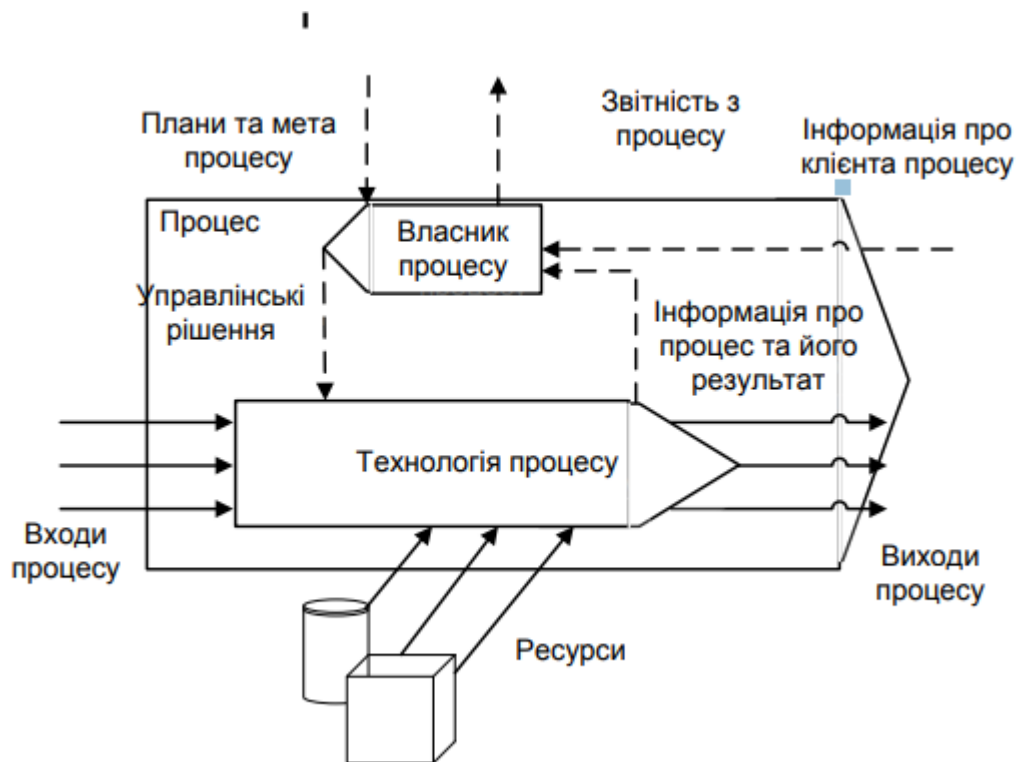 Плани та мета
процесу
Звітність з
процесу
Інформація про
клієнта процесу
Процес
Власник
процесу
Управлінські
рішення
Інформація про
процес та його
результат
Технологія процесу
Входи
процесу
Виходи
процесу
Ресурси